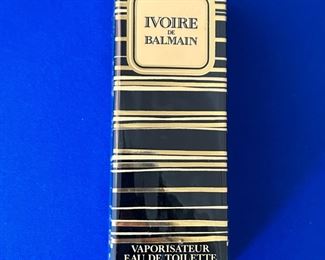 IVOIRE
DE
BALMAIN
VAPORISATEUR
EAU DE TOILETTE